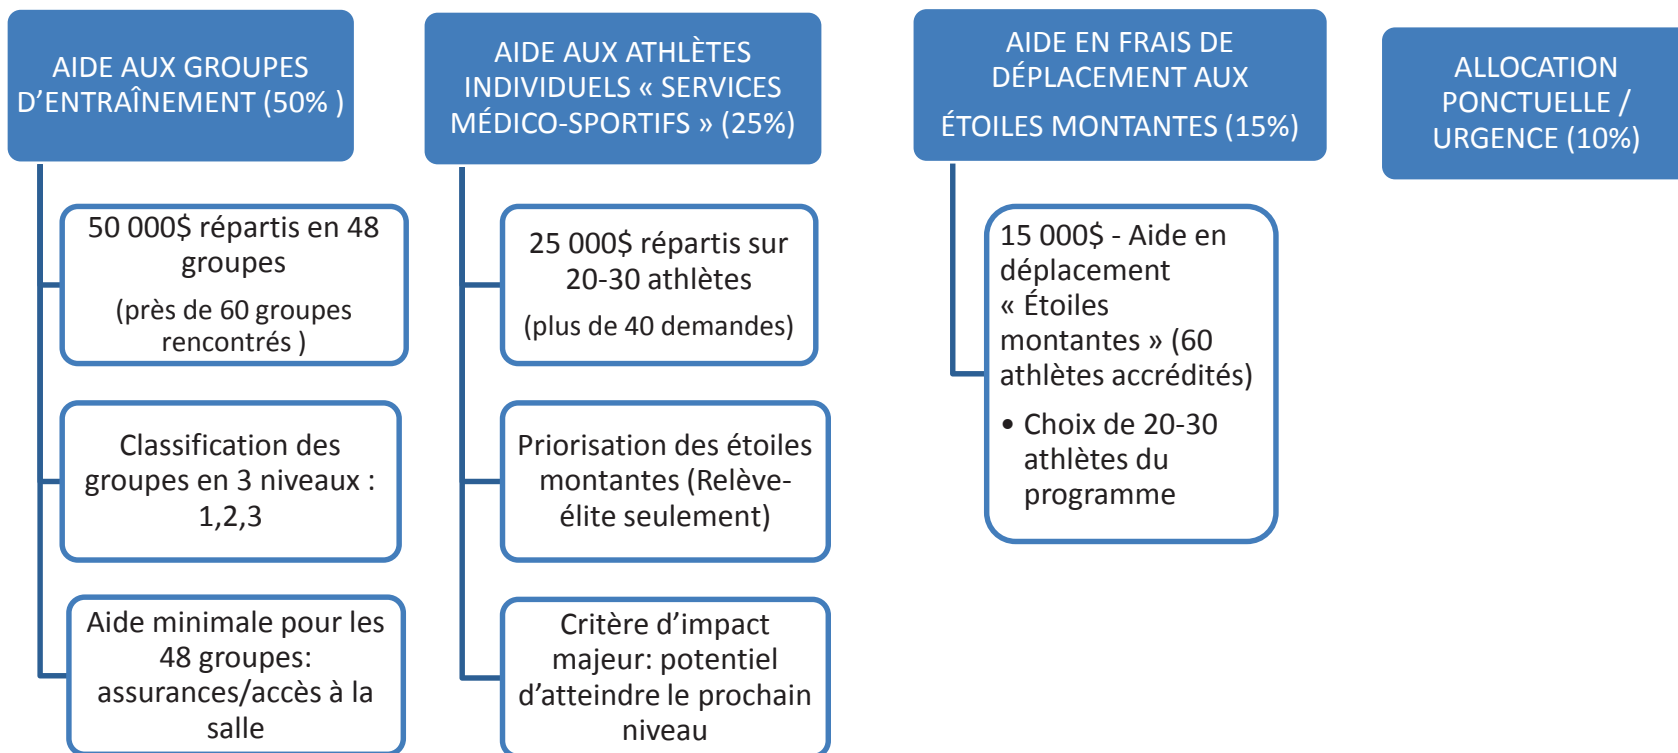 AIDE AUX GROUPES
D’ENTRAÎNEMENT (50% )
50 000$ répartis en 48
groupes
(près de 60 groupes
rencontrés )
Classification des
groupes en 3 niveaux :
1,2,3
Aide minimale pour les
48 groupes:
assurances/accès à la
salle
AIDE AUX ATHLÈTES
INDIVIDUELS « SERVICES
MÉDICO-SPORTIFS » (25%)
25 000$ répartis sur
20-30 athlètes
(plus de 40 demandes)
Priorisation des étoiles
montantes (Relève-
élite seulement)
Critère d’impact
majeur: potentiel
d’atteindre le prochain
niveau
AIDE EN FRAIS DE
DÉPLACEMENT AUX
ÉTOILES MONTANTES (15%)
15 000$ - Aide en
déplacement
« Étoiles
montantes » (60
athlètes accrédités)
• Choix de 20-30
athlètes du
programme
ALLOCATION
PONCTUELLE /
URGENCE (10%)